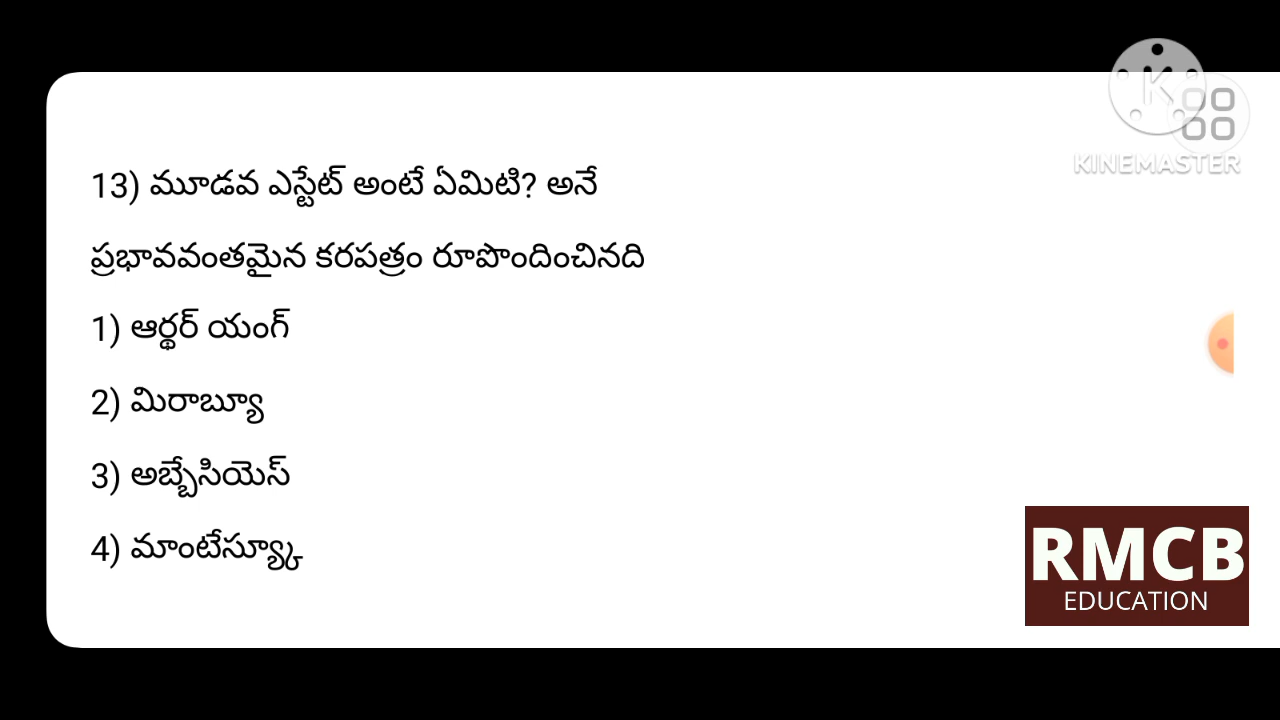 13) మూడవ ఎస్టేట్ అంటే ఏమిటి? అనే
ప్రభావవంతమైన కరపత్రం రూపొందించినది
1) ఆర్థర్ యంగ్
2) మిరాబ్యూ
3) అబ్బేసియెస్
4) మాంటేస్క్యూ
KINEMASTER
RMCB
EDUCATION